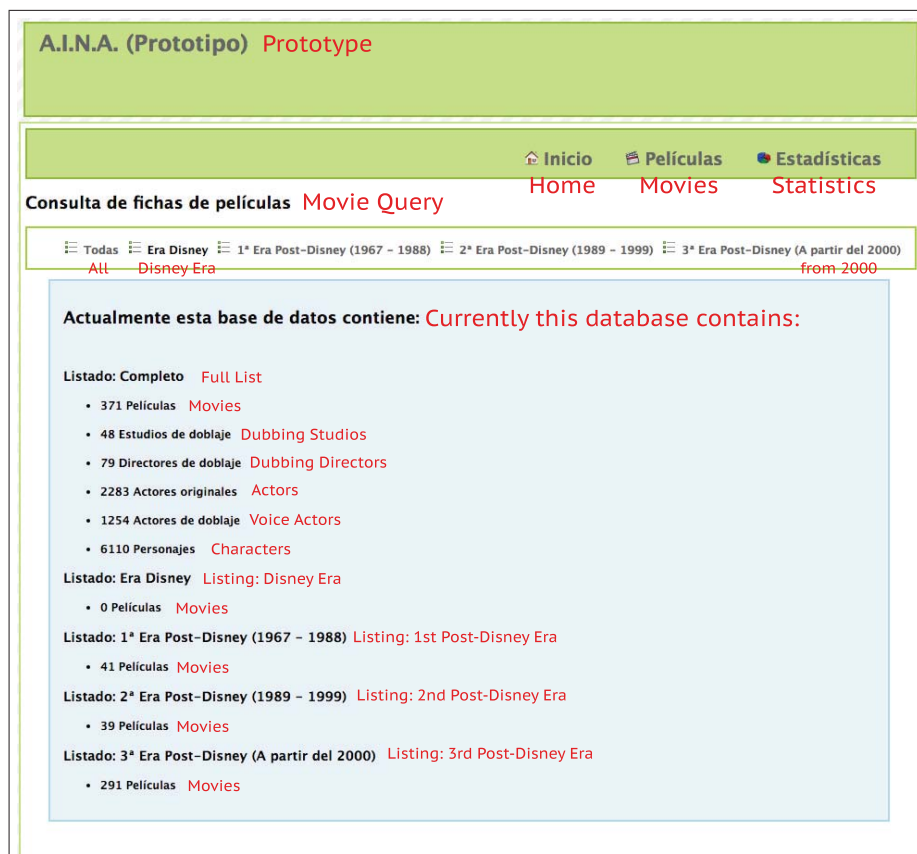 A.I.N.A. (Prototipo) Prototype
Inicio Películas Estadísticas
Home Movies Statistics
Consulta de fichas de películas Movie Query
Todas Era Disney 1ª Era Post-Disney (1967 - 1988) 2ª Era Post-Disney (1989 - 1999) 3ª Era Post-Disney (A partir del 2000)
All Disney Era from 2000
Actualmente esta base de datos contiene: Currently this database contains:
Listado: Completo Full List
• 371 Películas Movies
• 48 Estudios de doblaje Dubbing Studios
• 79 Directores de doblaje Dubbing Directors
• 2283 Actores originales Actors
• 1254 Actores de doblaje Voice Actors
• 6110 Personajes Characters
Listado: Era Disney Listing: Disney Era
• 0 Películas Movies
Listado: 1ª Era Post-Disney (1967 - 1988) Listing: 1st Post-Disney Era
• 41 Películas Movies
Listado: 2ª Era Post-Disney (1989 - 1999) Listing: 2nd Post-Disney Era
• 39 Películas Movies
Listado: 3ª Era Post-Disney (A partir del 2000) Listing: 3rd Post-Disney Era
• 291 Películas Movies